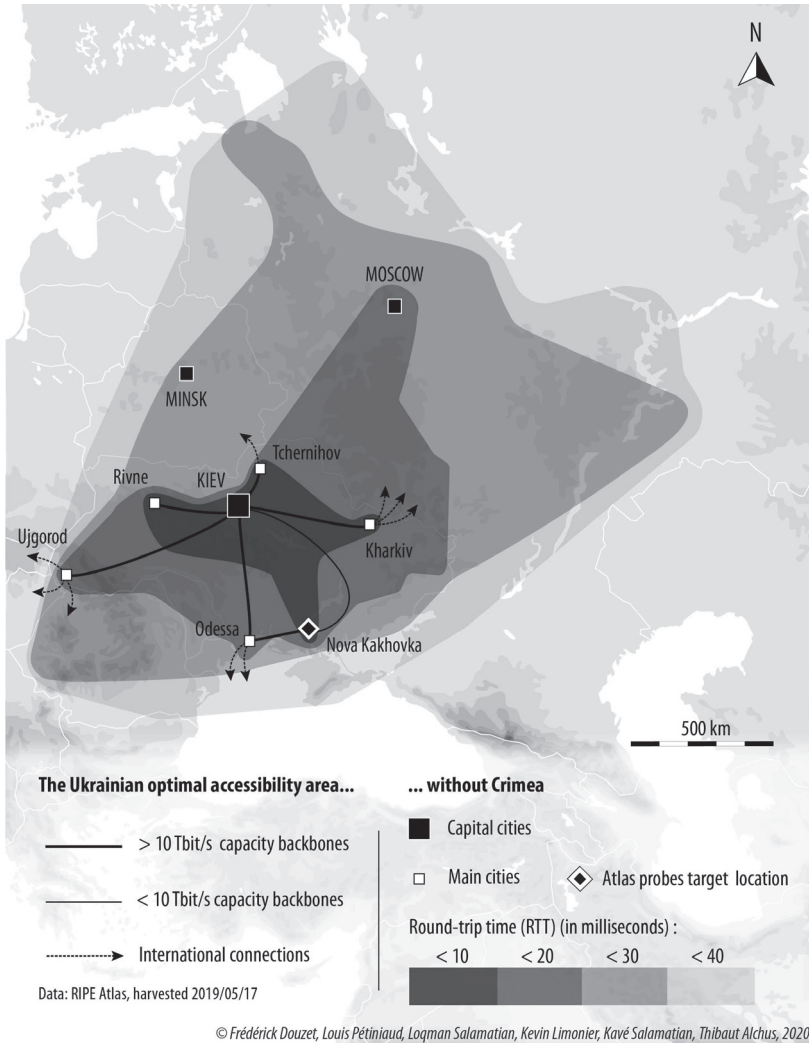 N
MOSCOW
MINSK
Tchernihov
Rivne
KIEV
Ujgorod
Kharkiv
Odessa
Nova Kakhovka
500 km
The Ukrainian optimal accessibility area...
> 10 Tbit/s capacity backbones
< 10 Tbit/s capacity backbones
International connections
Data: RIPE Atlas, harvested 2019/05/17
... without Crimea
Capital cities
Main cities
Atlas probes target location
Round-trip time (RTT) (in milliseconds) :
< 10 < 20 < 30 < 40
© Frédérick Douzet, Louis Pétiniaud, Loqman Salamatian, Kevin Limonier, Kavé Salamatian, Thibaut Alchus, 2020